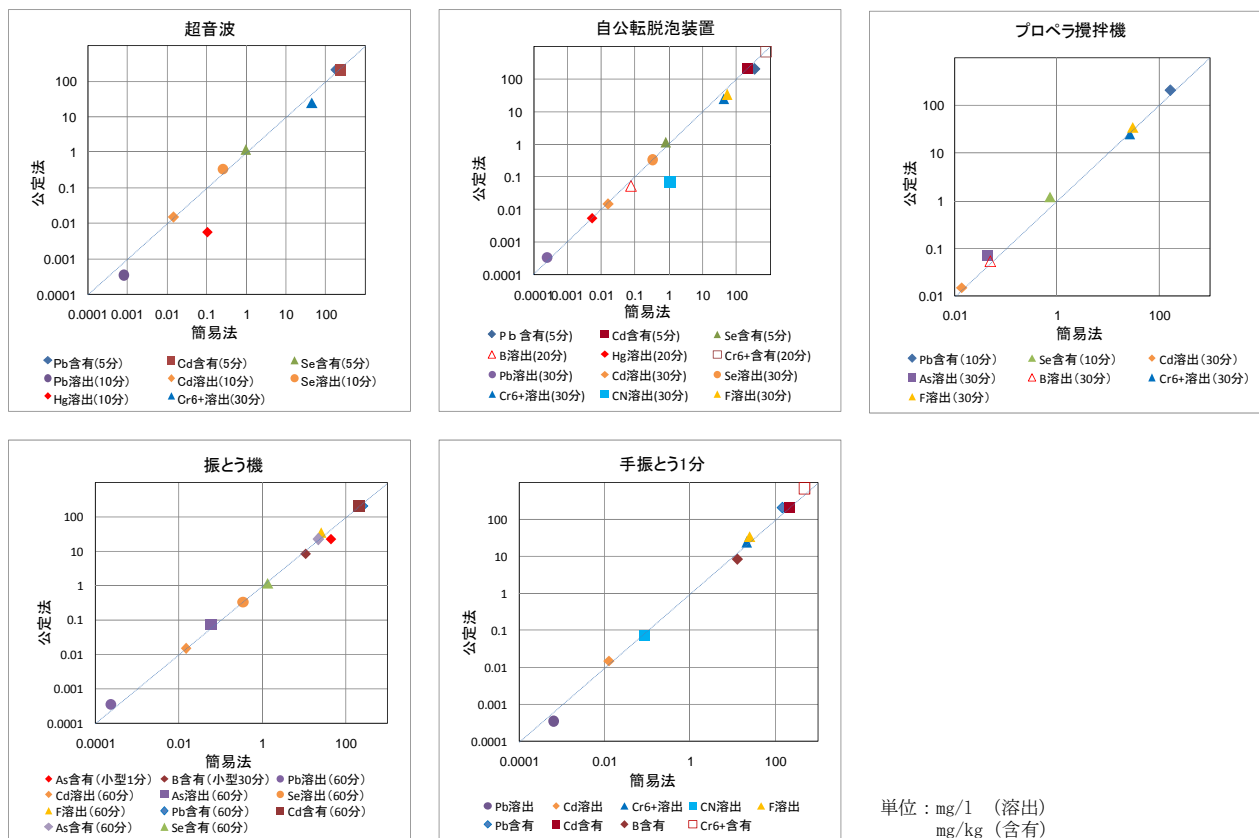 超音波
100
10
1
0.1
0.01
0.001
0.0001
公定法
0.0001 0.001 0.01 0.1 1 10 100
簡易法
Pb含有(5分) Cd含有(5分) Se含有(5分)
Pb溶出(10分) Cd溶出(10分) Se溶出(10分)
Hg溶出(10分) Cr6+溶出(30分)
自公転脱泡装置
100
10
1
0.1
0.01
0.001
0.0001
公定法
0.0001 0.001 0.01 0.1 1 10 100
簡易法
Pb含有(5分) Cd含有(5分) Se含有(5分)
B溶出(20分) Hg溶出(20分) Cr6+含有(20分)
Pb溶出(30分) Cd溶出(30分) Se溶出(30分)
Cr6+溶出(30分) CN溶出(30分) F溶出(30分)
プロペラ攪拌機
100
10
1
0.1
0.01
公定法
0.01 1 100
簡易法
Pb含有(10分) Se含有(10分) Cd溶出(30分)
As溶出(30分) B溶出(30分) Cr6+溶出(30分)
F溶出(30分)
振とう機
100
10
1
0.1
0.01
0.001
0.0001
公定法
0.0001 0.01 1 100
簡易法
As含有(小型1分) B含有(小型30分) Pb溶出(60分)
Cd溶出(60分) As溶出(60分) Se溶出(60分)
F溶出(60分) Pb含有(60分) Cd含有(60分)
As含有(60分) Se含有(60分)
手振とう1分
100
10
1
0.1
0.01
0.001
0.0001
公定法
0.0001 0.01 1 100
簡易法
Pb溶出 Cd溶出 Cr6+溶出 CN溶出 F溶出
Pb含有 Cd含有 B含有 Cr6+含有
単位：mg/l （溶出）
mg/kg （含有）